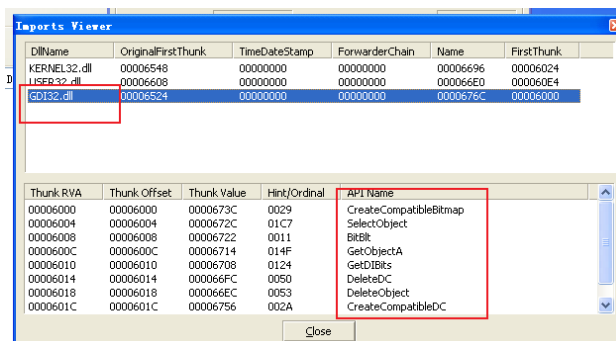 Imports Viewer
DllName OriginalFirstThunk TimeDateStamp ForwarderChain Name FirstThunk
KERNEL32.dll 00006548 00000000 00000000 00006696 00006024
USER32.dll 00006608 00000000 00000000 000066E0 000060E4
GDI32.dll 00006524 00000000 00000000 0000676C 00006000
Thunk RVA Thunk Offset Thunk Value Hint/Ordinal API Name
00006000 00006000 0000673C 0029 CreateCompatibleBitmap
00006004 00006004 0000672C 01C7 SelectObject
00006008 00006008 00006722 0011 BitBlt
0000600C 0000600C 00006714 014F GetObjectA
00006010 00006010 00006708 0124 GetDIBits
00006014 00006014 000066FC 0050 DeleteDC
00006018 00006018 000066EC 0053 DeleteObject
0000601C 0000601C 00006756 002A CreateCompatibleDC
Close